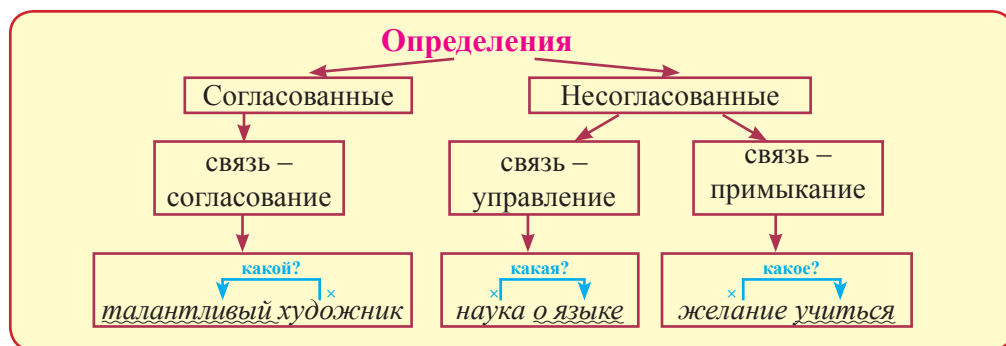 Определения
Согласованные
Несогласованные
связь –
согласование
связь –
управление
связь –
примыкание
какой?
×
талантливый художник
какая?
×
наука о языке
какое?
×
желание учиться